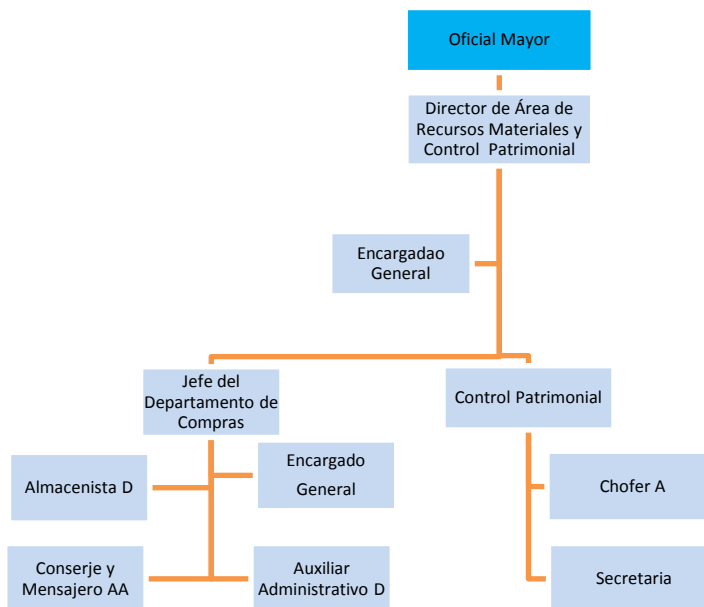 Oficial Mayor
Director de Área de
Recursos Materiales y
Control Patrimonial
Encargadao
General
Jefe del
Departamento de
Compras
Control Patrimonial
Almacenista D
Encargado
General
Chofer A
Conserje y
Mensajero AA
Auxiliar
Administrativo D
Secretaria